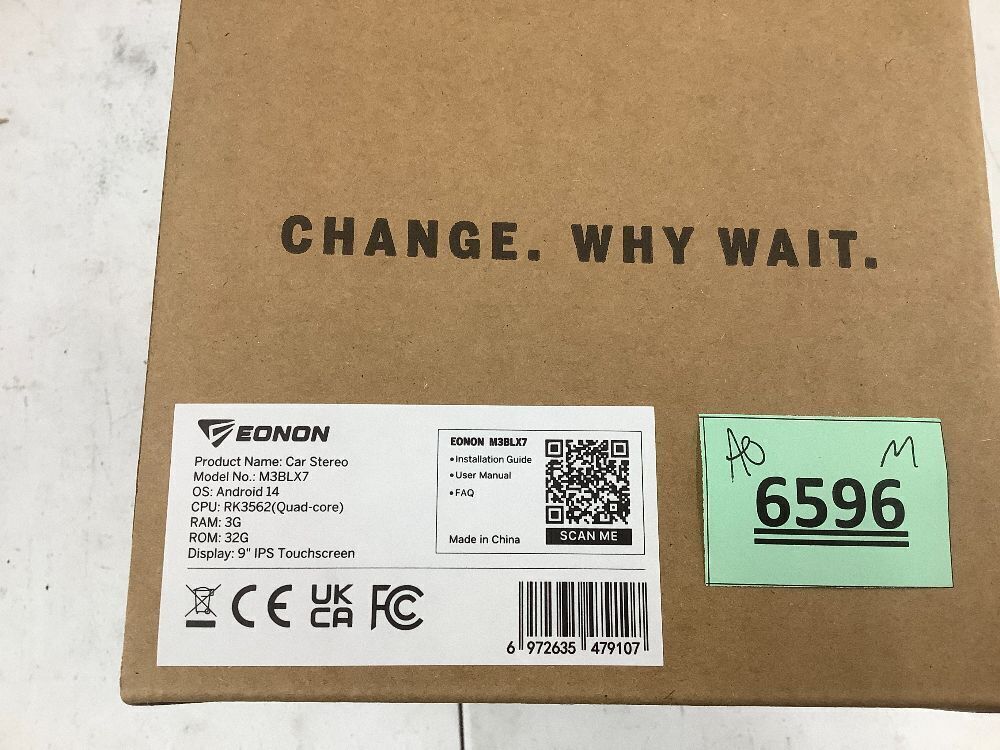 CHANGE. WHY WAIT.
EONON
Product Name: Car Stereo
Model No.: M3BLX7
OS: Android 14
CPU: RK3562(Quad-core)
RAM: 3G
ROM: 32G
Display: 9" IPS Touchscreen
EONON M3BLX7
•Installation Guide
•User Manual
•FAQ
Made in China
SCAN ME
CE
UK
CA
FC
6 972635 479107
M
6596